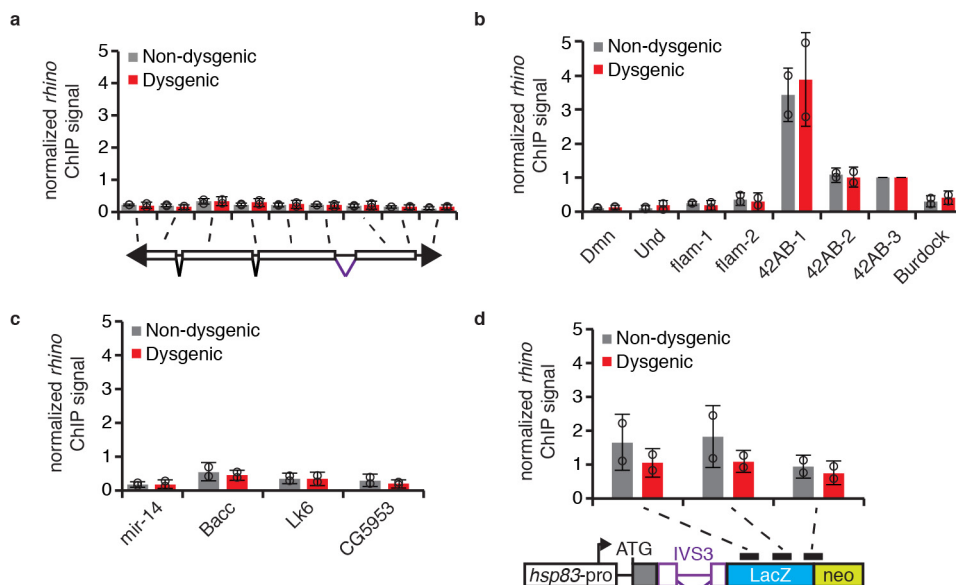 a
normalized rhino
ChIP signal
5
4
3
2
1
0
Non-dysgenic
Dysgenic
b
normalized rhino
ChIP signal
5
4
3
2
1
0
Non-dysgenic
Dysgenic
Dmn
Und
flam-1
flam-2
42AB-1
42AB-2
42AB-3
Burdock
c
normalized rhino
ChIP signal
5
4
3
2
1
0
Non-dysgenic
Dysgenic
mir-14
Bacc
Lk6
CG5953
d
normalized rhino
ChIP signal
5
4
3
2
1
0
Non-dysgenic
Dysgenic
ATG
IVS3
hsp83-pro
LacZ
neo